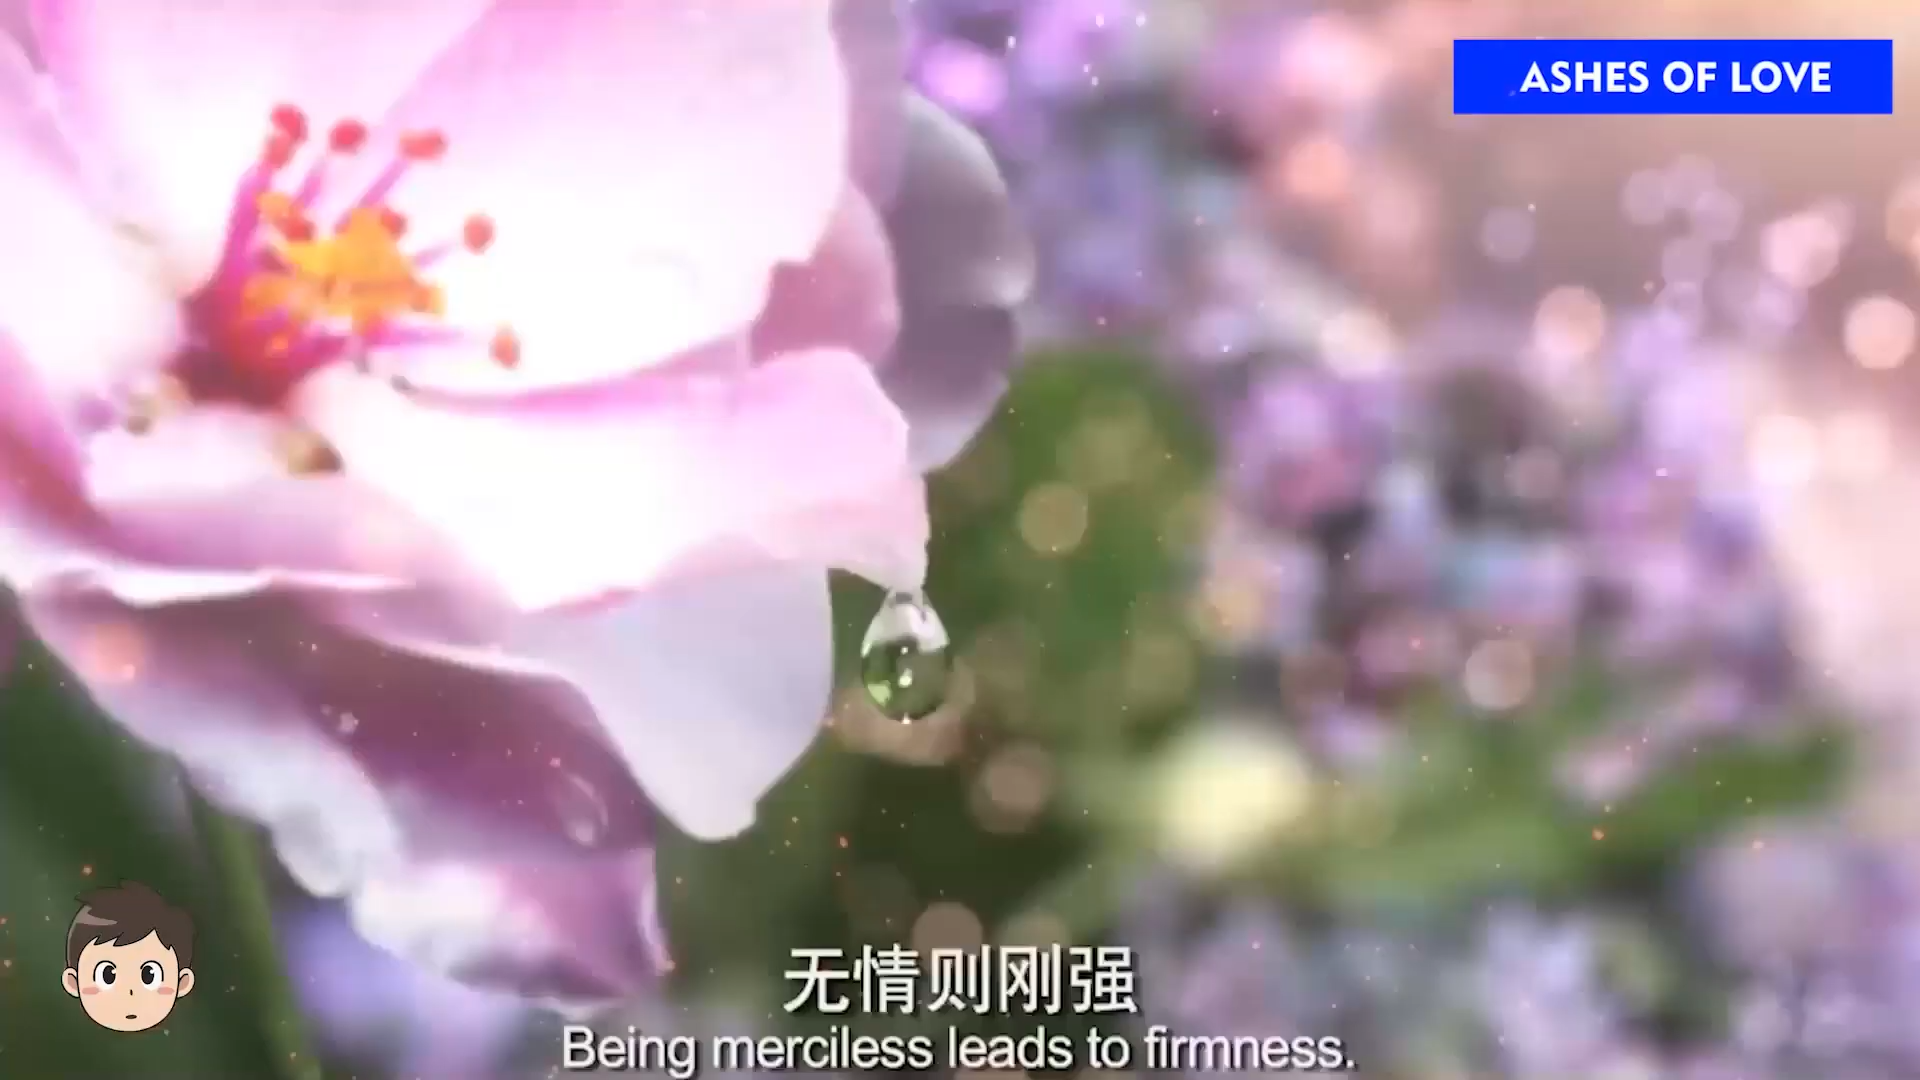 ASHES OF LOVE
无情则刚强
Being merciless leads to firmness.